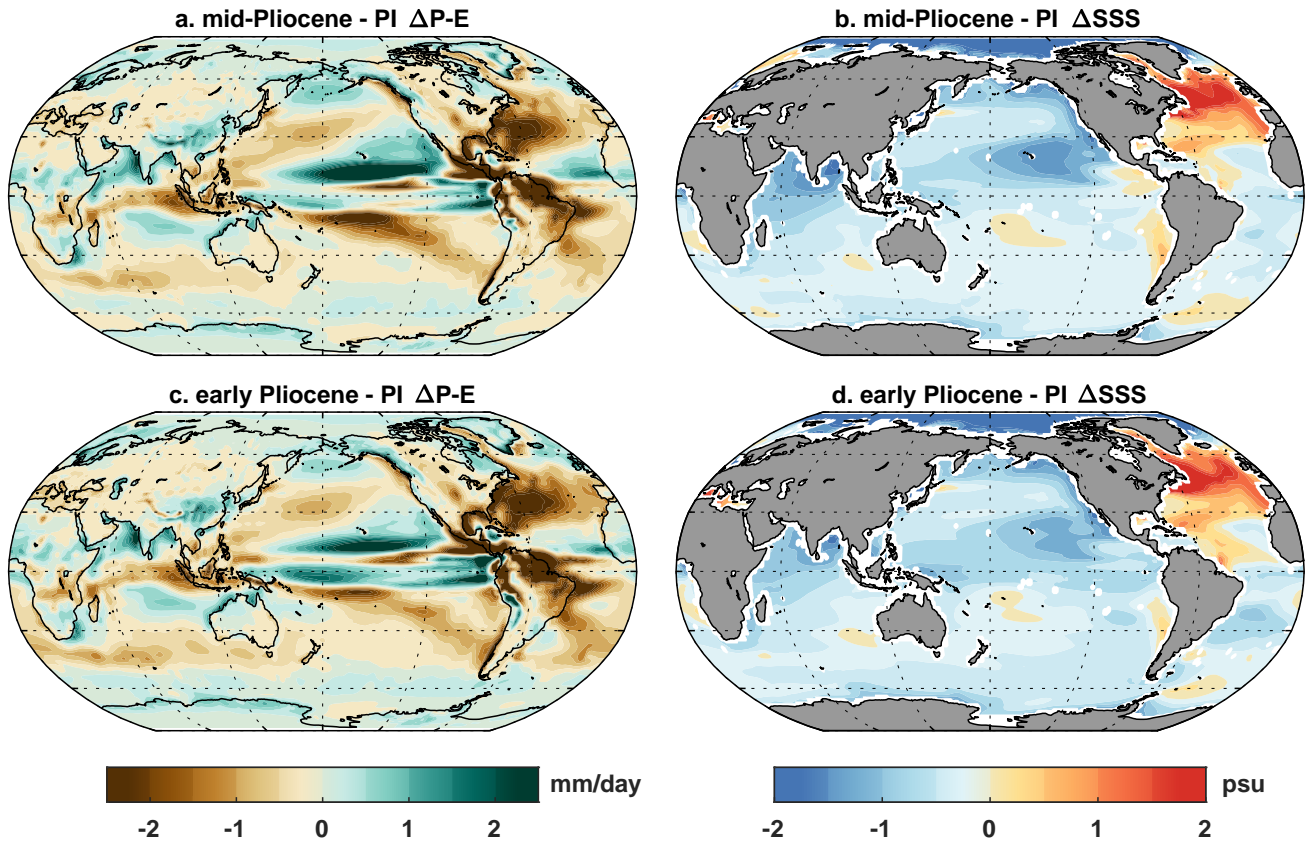 a. mid-Pliocene - PI ΔP-E
b. mid-Pliocene - PI ΔSSS
c. early Pliocene - PI ΔP-E
d. early Pliocene - PI ΔSSS
mm/day
-2 -1 0 1 2
psu
-2 -1 0 1 2